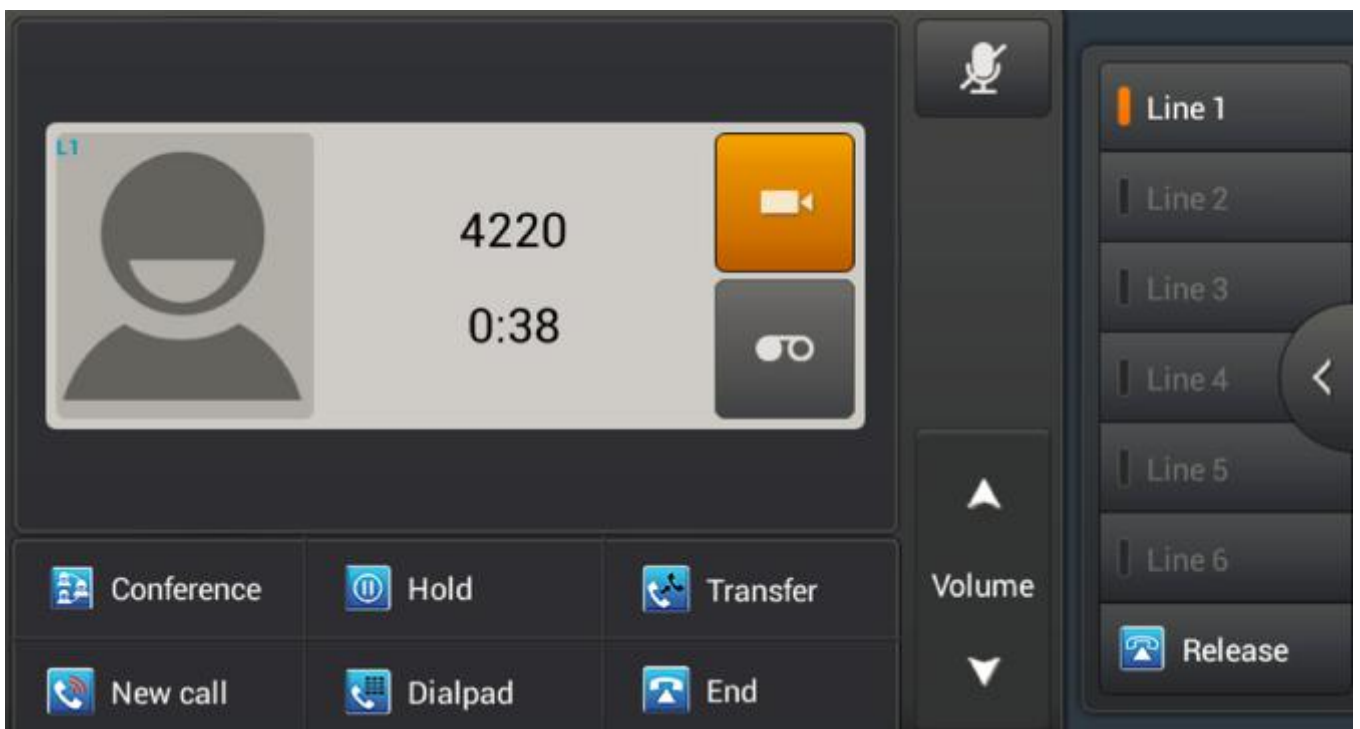 L1
4220
0:38
Conference
Hold
Transfer
New call
Dialpad
End
Volume
Line 1
Line 2
Line 3
Line 4
Line 5
Line 6
Release